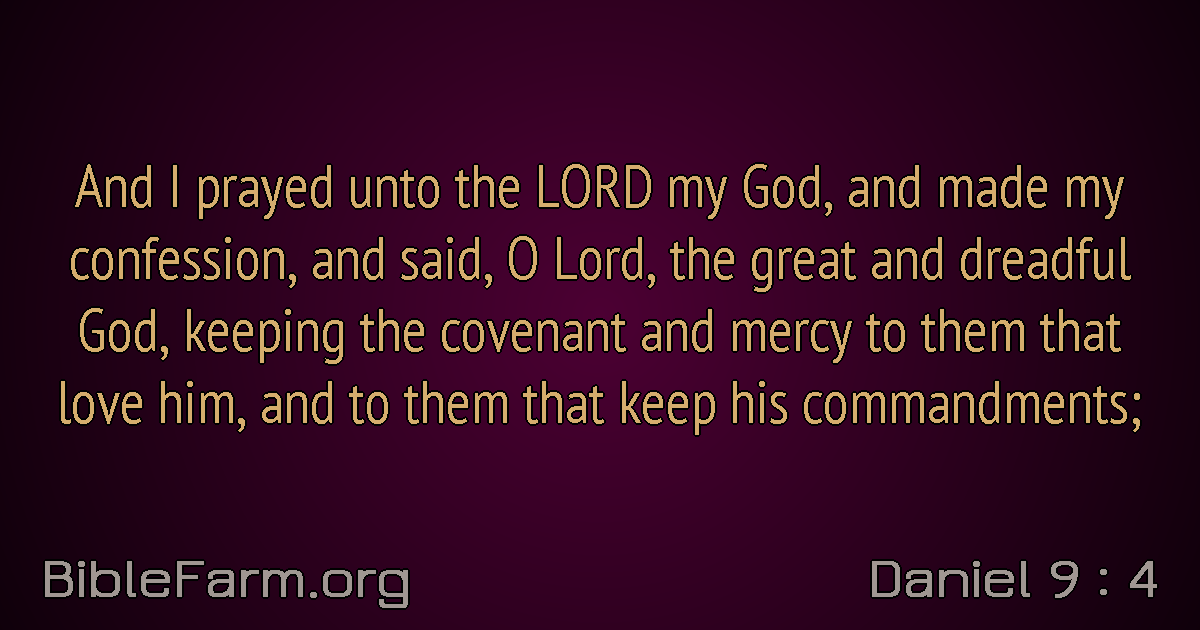 And I prayed unto the LORD my God, and made my
confession, and said, O Lord, the great and dreadful
God, keeping the covenant and mercy to them that
love him, and to them that keep his commandments;
BibleFarm.org
Daniel 9 : 4